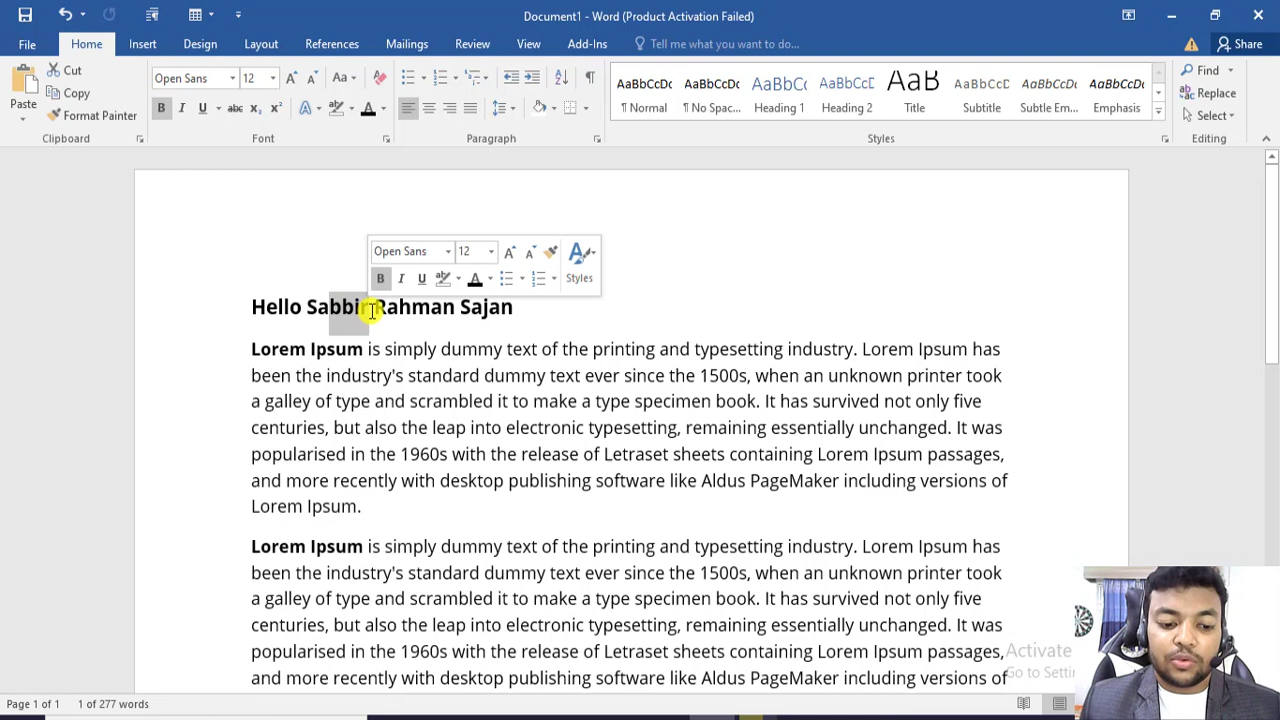 Document1 - Word (Product Activation Failed)
File Home Insert Design Layout References Mailings Review View Add-Ins Tell me what you want to do... Share
Paste
Cut
Copy
Format Painter
Clipboard
Open Sans 12 Aa
B I U abc x₂ x² A A
Font
Paragraph
AaBbCcDc AaBbCcDc AaBbC AaBbCcE AaB AaBbCcD AaBbCcDc AaBbCcDc
¶ Normal ¶ No Spac... Heading 1 Heading 2 Title Subtitle Subtle Em... Emphasis
Styles
Find
Replace
Select
Editing
Open Sans 12
B I U A Styles
Hello Sabbir Rahman Sajan
Lorem Ipsum is simply dummy text of the printing and typesetting industry. Lorem Ipsum has
been the industry's standard dummy text ever since the 1500s, when an unknown printer took
a galley of type and scrambled it to make a type specimen book. It has survived not only five
centuries, but also the leap into electronic typesetting, remaining essentially unchanged. It was
popularised in the 1960s with the release of Letraset sheets containing Lorem Ipsum passages,
and more recently with desktop publishing software like Aldus PageMaker including versions of
Lorem Ipsum.
Lorem Ipsum is simply dummy text of the printing and typesetting industry. Lorem Ipsum has
been the industry's standard dummy text ever since the 1500s, when an unknown printer took
a galley of type and scrambled it to make a type specimen book. It has survived not only five
centuries, but also the leap into electronic typesetting, remaining essentially unchanged. It was
popularised in the 1960s with the release of Letraset sheets containing Lorem Ipsum passages,
and more recently with desktop publishing software like Aldus PageMaker including versions of
Activate
Go to Setti
Page 1 of 1 1 of 277 words